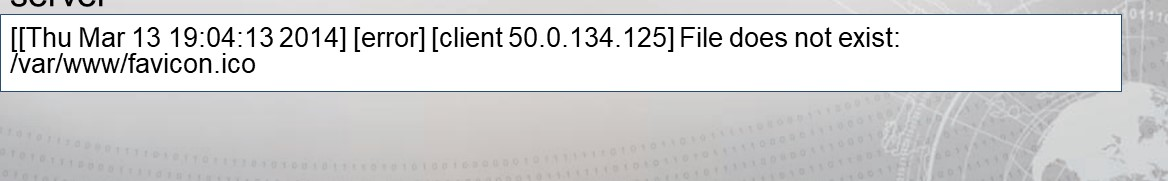 server
[[Thu Mar 13 19:04:13 2014] [error] [client 50.0.134.125] File does not exist:
/var/www/favicon.ico